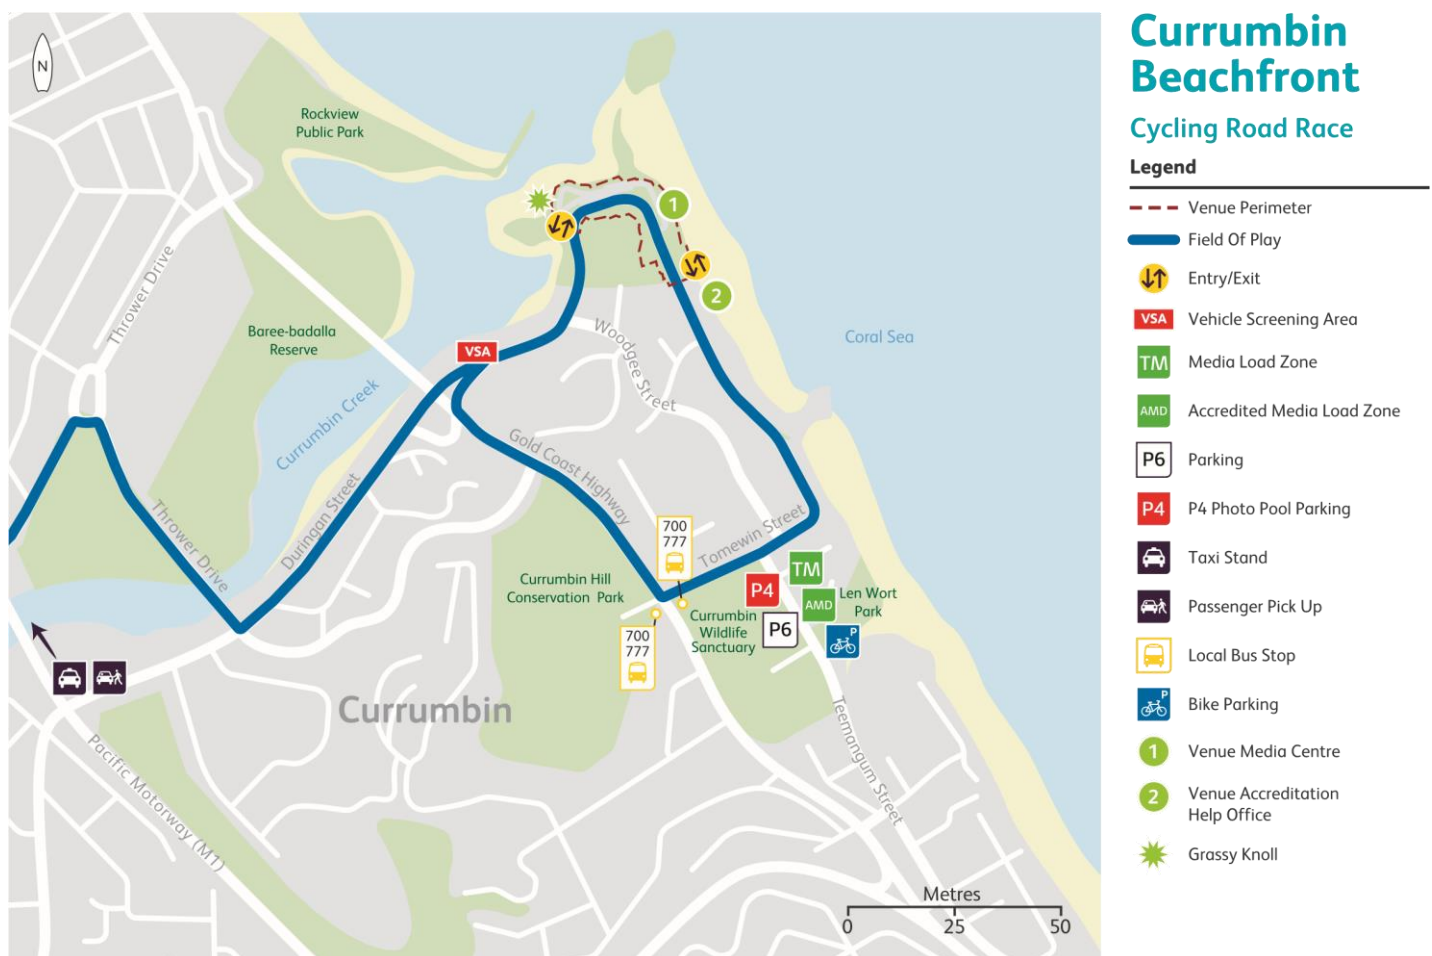 Currumbin
Beachfront
Cycling Road Race
Legend
Venue Perimeter
Field Of Play
Entry/Exit
VSA
Vehicle Screening Area
TM
Media Load Zone
AMD
Accredited Media Load Zone
P6
Parking
P4
P4 Photo Pool Parking
Taxi Stand
Passenger Pick Up
Local Bus Stop
P
Bike Parking
1
Venue Media Centre
2
Venue Accreditation
Help Office
Grassy Knoll
N
Rockview
Public Park
1
Thrower Drive
2
Baree-badalla
Reserve
Woodgee Street
Coral Sea
VSA
Currumbin Creek
Gold Coast Highway
Duringan Street
Thrower Drive
700
777
Tomewin Street
Currumbin Hill
Conservation Park
TM
P4
AMD
Len Wort
Park
Currumbin
Wildlife
Sanctuary
P6
P
700
777
Currumbin
Teemangum Street
Pacific Motorway (M1)
Metres
0
25
50